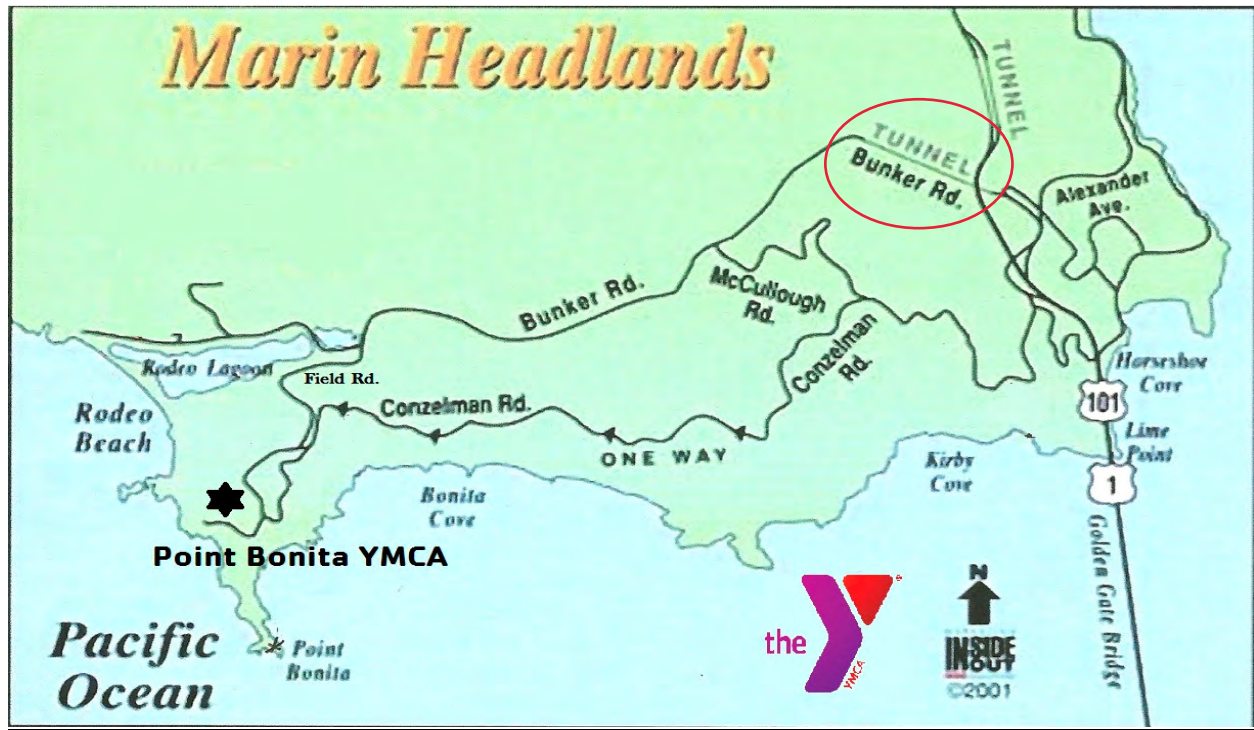 Marin Headlands
TUNNEL
TUNNEL
Bunker Rd.
Alexander
Ave.
McCullough
Rd.
Bunker Rd.
Conzelman
Rd.
Rodeo Lagoon
Field Rd.
Horseshoe
Cove
Conzelman Rd.
101
Rodeo
Beach
Lime
Point
ONE WAY
Kirby
Cove
1
Bonita
Cove
Golden Gate Bridge
Point Bonita YMCA
N
the
YMCA
®
INSIDE
OUT
©2001
Pacific
Ocean
Point
Bonita